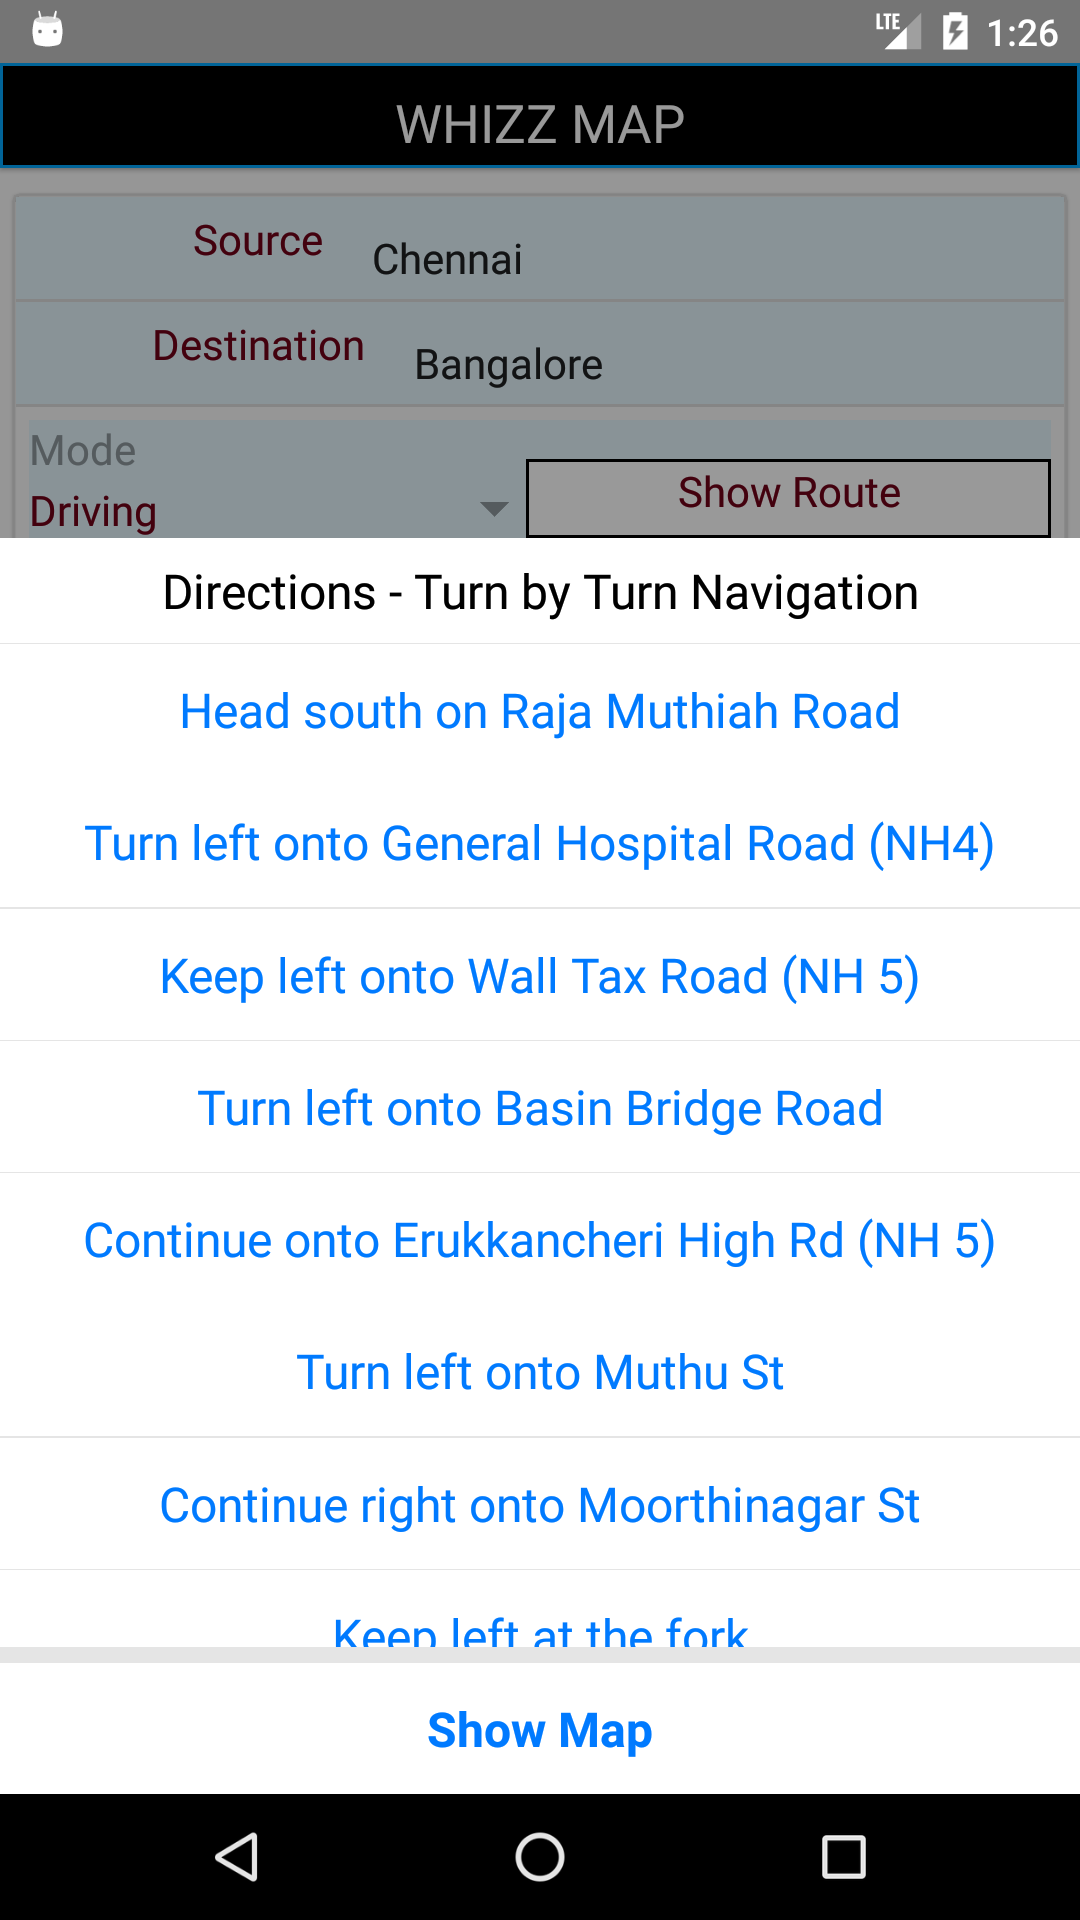 LTE 1:26
WHIZZ MAP
Source Chennai
Destination Bangalore
Mode
Driving Show Route
Directions - Turn by Turn Navigation
Head south on Raja Muthiah Road
Turn left onto General Hospital Road (NH4)
Keep left onto Wall Tax Road (NH 5)
Turn left onto Basin Bridge Road
Continue onto Erukkancheri High Rd (NH 5)
Turn left onto Muthu St
Continue right onto Moorthinagar St
Keep left at the fork
Show Map